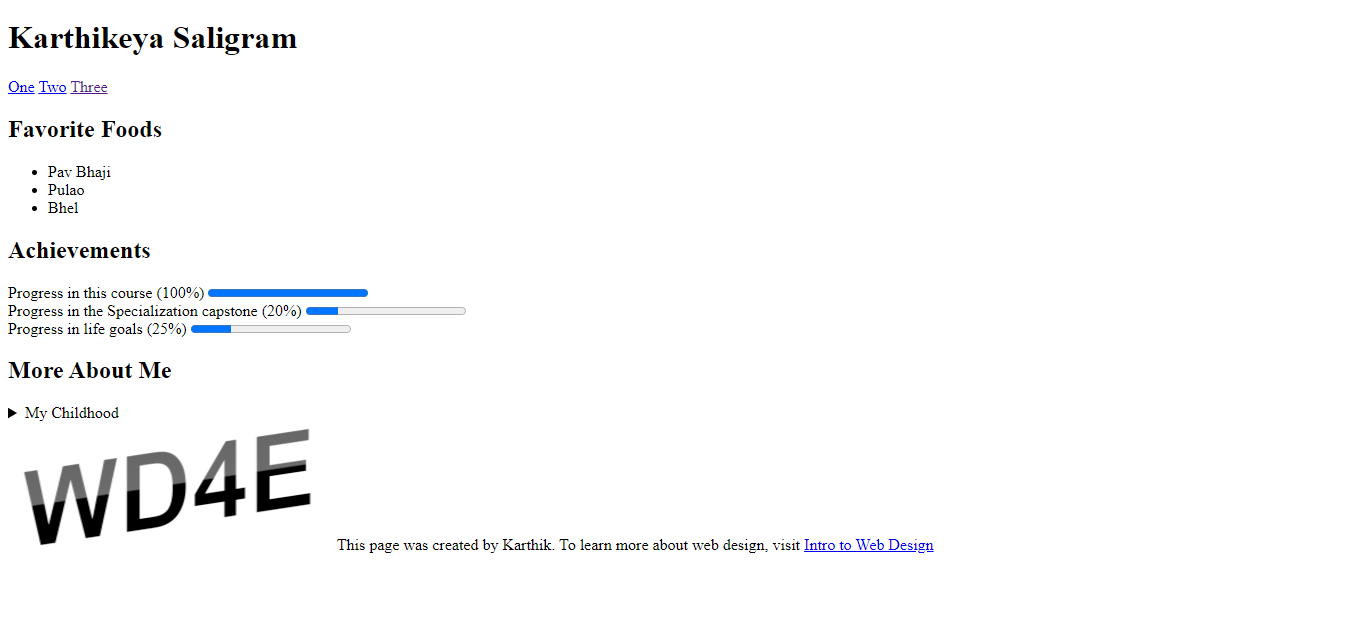 Karthikeya Saligram
One Two Three
Favorite Foods
Pav Bhaji
Pulao
Bhel
Achievements
Progress in this course (100%)
Progress in the Specialization capstone (20%)
Progress in life goals (25%)
More About Me
My Childhood
WD4E
This page was created by Karthik. To learn more about web design, visit Intro to Web Design